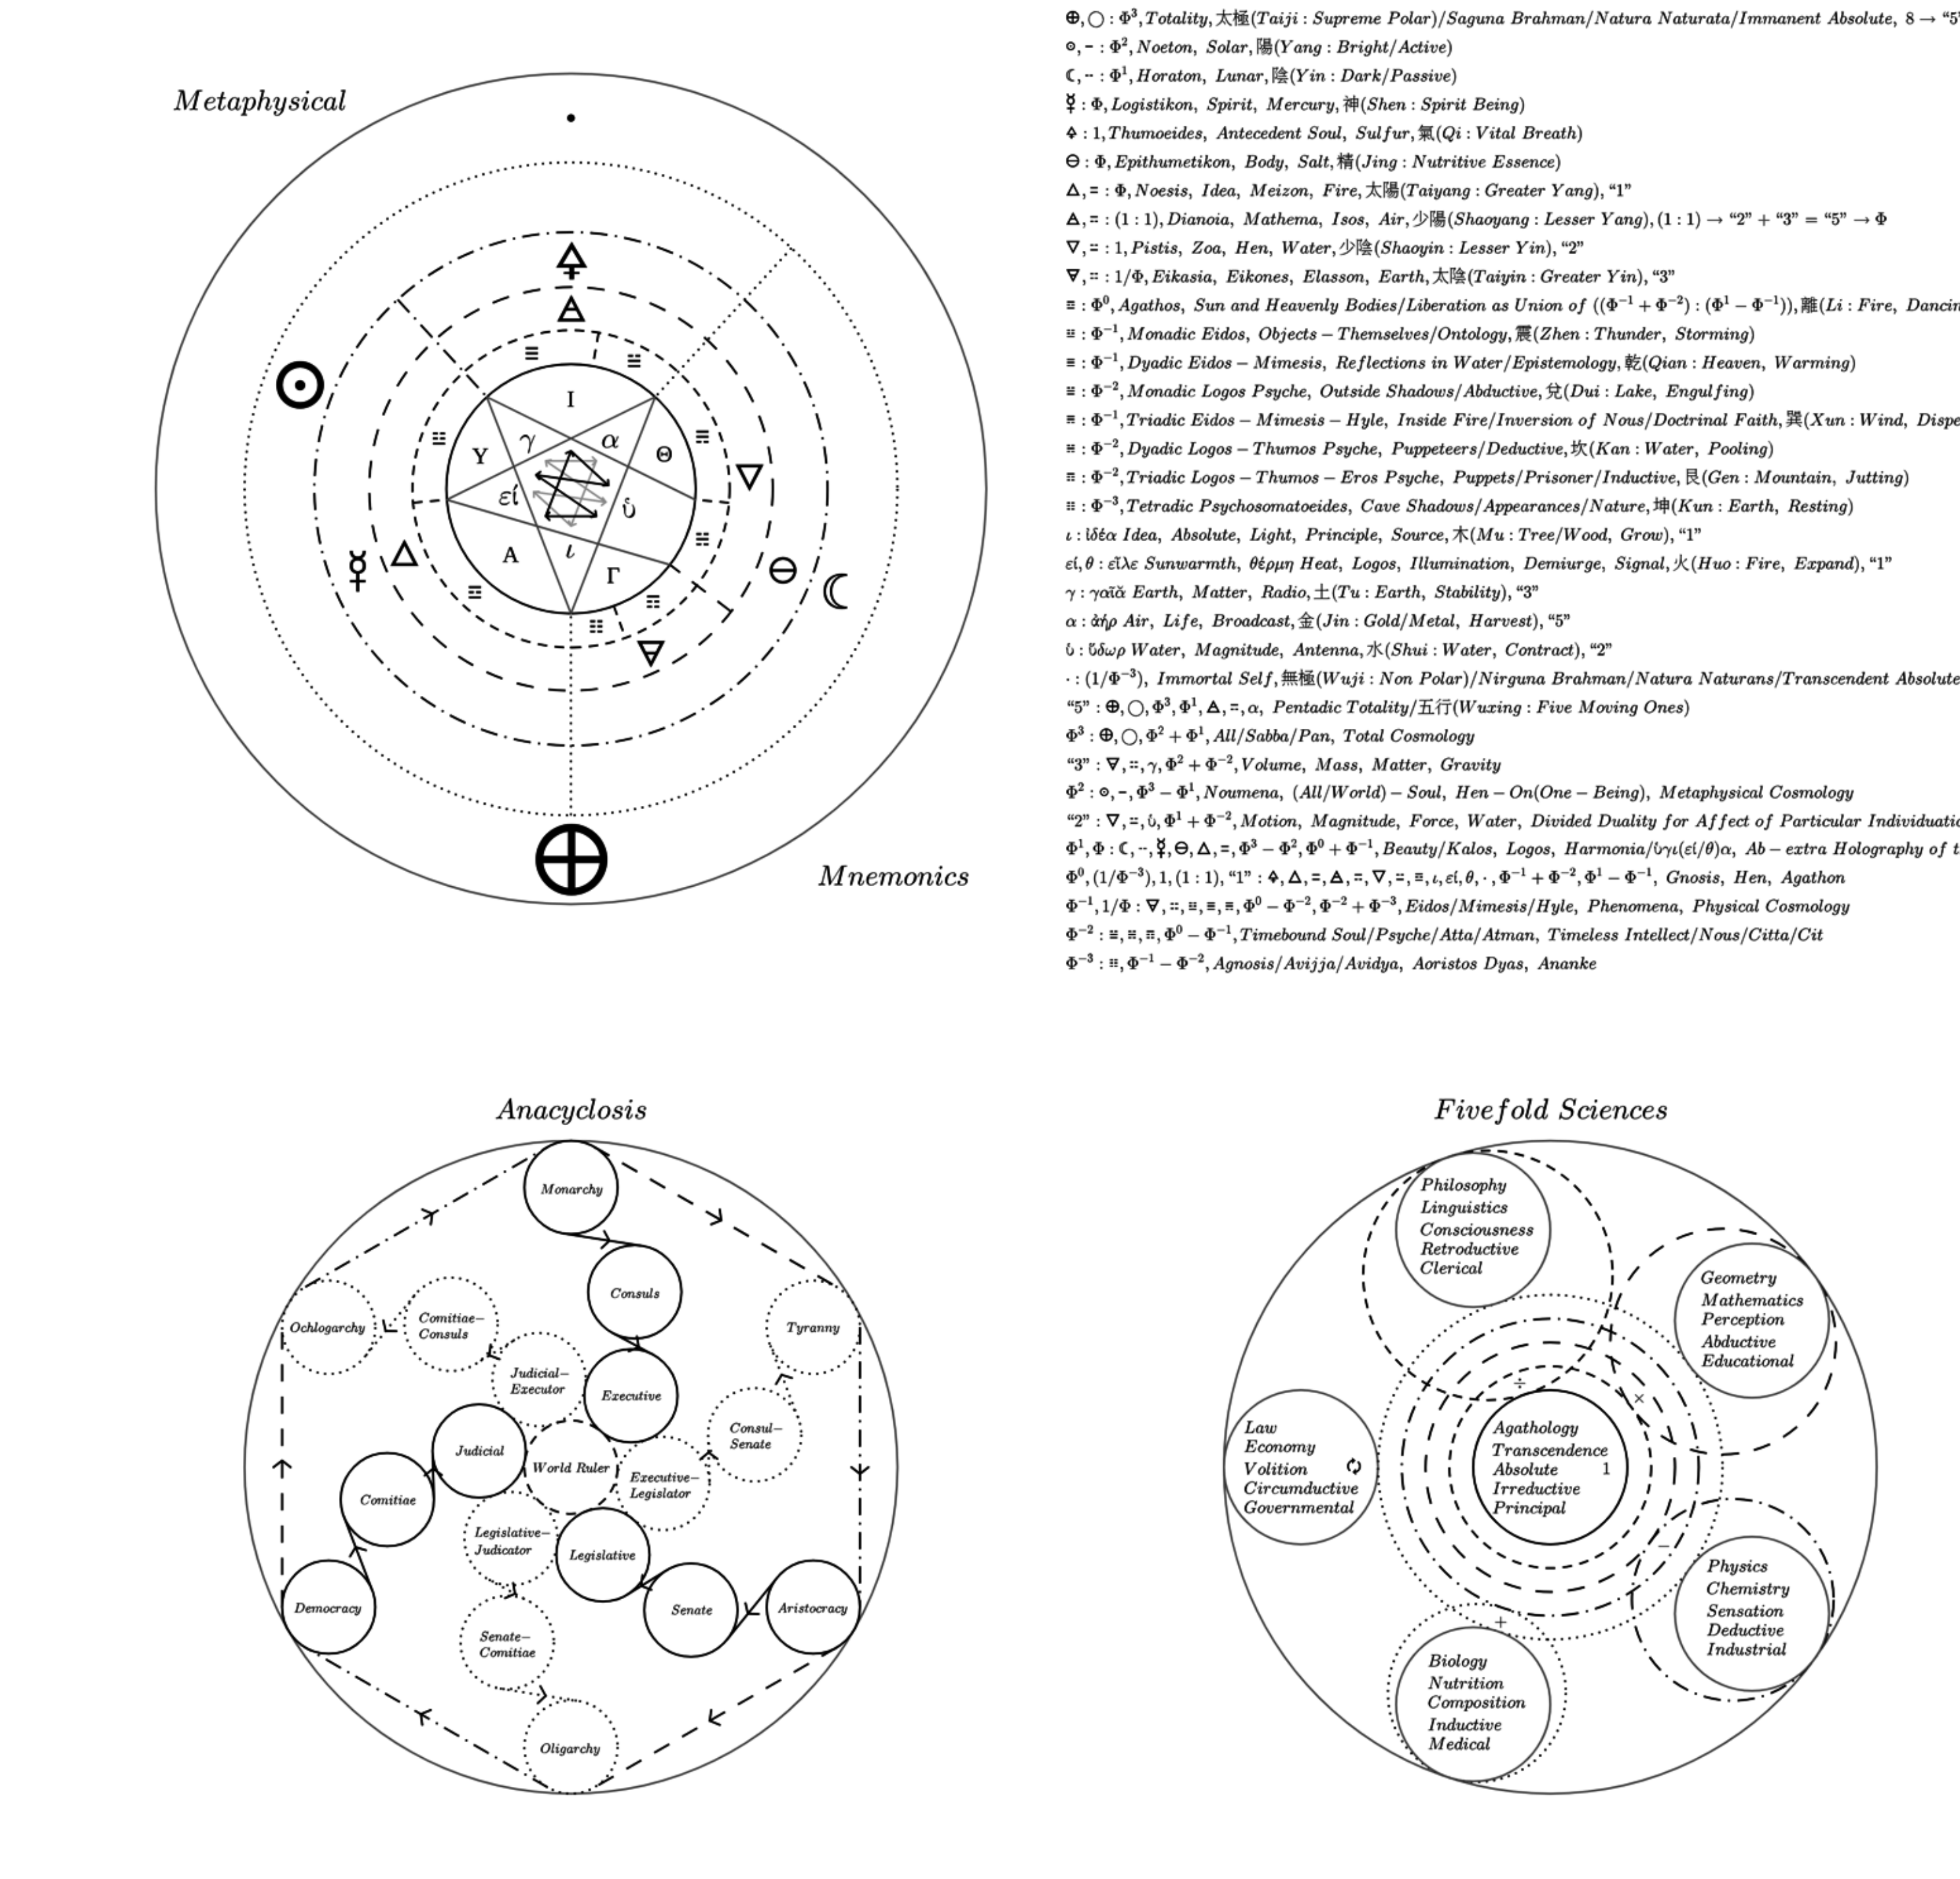 Metaphysical
Mnemonics
I
Υ
γ
α
Θ
εί
ὑ
Α
ι
Γ
⊕, ◯ : Φ³, Totality, 太極(Taiji : Supreme Polar)/Saguna Brahman/Natura Naturata/Immanent Absolute, 8 → “5”
⊙, ⚊ : Φ², Noeton, Solar, 陽(Yang : Bright/Active)
☾, ⚋ : Φ¹, Horaton, Lunar, 陰(Yin : Dark/Passive)
☿ : Φ, Logistikon, Spirit, Mercury, 神(Shen : Spirit Being)
🜍 : 1, Thumoeides, Antecedent Soul, Sulfur, 氣(Qi : Vital Breath)
⊖ : Φ, Epithumetikon, Body, Salt, 精(Jing : Nutritive Essence)
△, ⚌ : Φ, Noesis, Idea, Meizon, Fire, 太陽(Taiyang : Greater Yang), “1”
🜁, ⚍ : (1 : 1), Dianoia, Mathema, Isos, Air, 少陽(Shaoyang : Lesser Yang), (1 : 1) → “2” + “3” = “5” → Φ
▽, ⚎ : 1, Pistis, Zoa, Hen, Water, 少陰(Shaoyin : Lesser Yin), “2”
🜃, ⚏ : 1/Φ, Eikasia, Eikones, Elasson, Earth, 太陰(Taiyin : Greater Yin), “3”
☲ : Φ⁰, Agathos, Sun and Heavenly Bodies/Liberation as Union of ((Φ⁻¹ + Φ⁻²) : (Φ¹ − Φ⁻¹)), 離(Li : Fire,
☳ : Φ⁻¹, Monadic Eidos, Objects − Themselves/Ontology, 震(Zhen : Thunder, Storming)
☰ : Φ⁻¹, Dyadic Eidos − Mimesis, Reflections in Water/Epistemology, 乾(Qian : Heaven, Warming)
☱ : Φ⁻², Monadic Logos Psyche, Outside Shadows/Abductive, 兌(Dui : Lake, Engulfing)
☴ : Φ⁻¹, Triadic Eidos − Mimesis − Hyle, Inside Fire/Inversion of Nous/Doctrinal Faith, 巽(Xun : Wind,
☵ : Φ⁻², Dyadic Logos − Thumos Psyche, Puppeteers/Deductive, 坎(Kan : Water, Pooling)
☶ : Φ⁻², Triadic Logos − Thumos − Eros Psyche, Puppets/Prisoner/Inductive, 艮(Gen : Mountain, Jutting)
☷ : Φ⁻³, Tetradic Psychosomatoeides, Cave Shadows/Appearances/Nature, 坤(Kun : Earth, Resting)
ι : ἰδέα Idea, Absolute, Light, Principle, Source, 木(Mu : Tree/Wood, Grow), “1”
εί, θ : εἵλε Sunwarmth, θέρμη Heat, Logos, Illumination, Demiurge, Signal, 火(Huo : Fire, Expand), “1”
γ : γαῖᾰ Earth, Matter, Radio, 土(Tu : Earth, Stability), “3”
α : ἀήρ Air, Life, Broadcast, 金(Jin : Gold/Metal, Harvest), “5”
ὑ : ὕδωρ Water, Magnitude, Antenna, 水(Shui : Water, Contract), “2”
· : (1/Φ⁻³), Immortal Self, 無極(Wuji : Non Polar)/Nirguna Brahman/Natura Naturans/Transcendent Absolute
“5” : ⊕, ◯, Φ³, Φ¹, 🜁, ⚍, α, Pentadic Totality/五行(Wuxing : Five Moving Ones)
Φ³ : ⊕, ◯, Φ² + Φ¹, All/Sabba/Pan, Total Cosmology
“3” : 🜃, ⚏, γ, Φ² + Φ⁻², Volume, Mass, Matter, Gravity
Φ² : ⊙, ⚊, Φ³ − Φ¹, Noumena, (All/World) − Soul, Hen − On(One − Being), Metaphysical Cosmology
“2” : ▽, ⚎, ὑ, Φ¹ + Φ⁻², Motion, Magnitude, Force, Water, Divided Duality for Affect of Particular
Φ¹, Φ : ☾, ⚋, ☿, ⊖, △, ⚌, Φ³ − Φ², Φ⁰ + Φ⁻¹, Beauty/Kalos, Logos, Harmonia/ὑγι(εί/θ)α, Ab − extra Holography of
Φ⁰, (1/Φ⁻³), 1, (1 : 1), “1” : 🜍, △, ⚌, 🜁, ⚍, ▽, ⚎, ☲, ι, εί, θ, ·, Φ⁻¹ + Φ⁻², Φ¹ − Φ⁻¹, Gnosis, Hen, Agathon
Φ⁻¹, 1/Φ : 🜃, ⚏, ☳, ☰, ☴, Φ⁰ − Φ⁻², Φ⁻² + Φ⁻³, Eidos/Mimesis/Hyle, Phenomena, Physical Cosmology
Φ⁻² : ☱, ☵, ☶, Φ⁰ − Φ⁻¹, Timebound Soul/Psyche/Atta/Atman, Timeless Intellect/Nous/Citta/Cit
Φ⁻³ : ☷, Φ⁻¹ − Φ⁻², Agnosis/Avijja/Avidya, Aoristos Dyas, Ananke
Anacyclosis
Monarchy
Consuls
Executive
Tyranny
Ochlogarchy
Comitiae−
Consuls
Judicial−
Executor
Consul−
Senate
Judicial
World Ruler
Executive−
Legislator
Comitiae
Legislative−
Judicator
Legislative
Democracy
Senate
Aristocracy
Senate−
Comitiae
Oligarchy
Fivefold Sciences
Philosophy
Linguistics
Consciousness
Retroductive
Clerical
Geometry
Mathematics
Perception
Abductive
Educational
÷
×
Law
Economy
Volition
Circumductive
Governmental
Agathology
Transcendence
Absolute 1
Irreductive
Principal
−
+
Physics
Chemistry
Sensation
Deductive
Industrial
Biology
Nutrition
Composition
Inductive
Medical